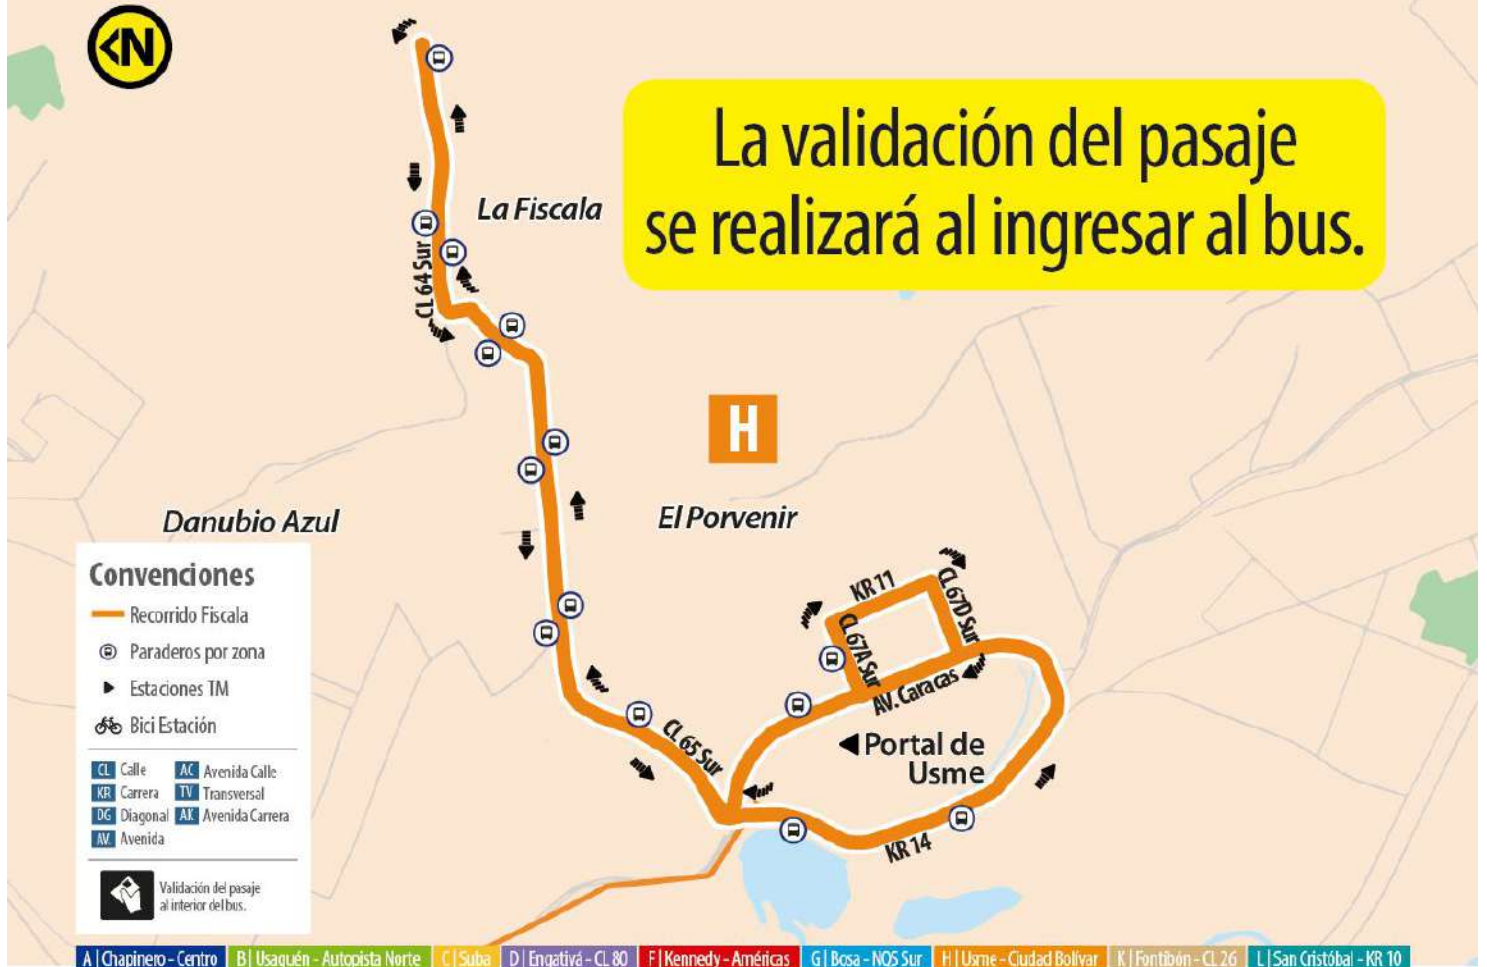 N
La validación del pasaje
se realizará al ingresar al bus.
La Fiscala
CL 64 Sur
H
Danubio Azul
El Porvenir
KR 11
CL 67D Sur
CL 67A Sur
AV. Caracas
CL 65 Sur
Portal de
Usme
KR 14
Convenciones
Recorrido Fiscala
Paraderos por zona
Estaciones TM
Bici Estación
CL Calle
AC Avenida Calle
KR Carrera
TV Transversal
DG Diagonal
AK Avenida Carrera
AV. Avenida
Validación del pasaje
al interior del bus.
A | Chapinero - Centro B | Usaquén - Autopista Norte C | Suba D | Engativá - CL 80 F | Kennedy - Américas G | Bosa - NQS Sur H | Usme - Ciudad Bolívar K | Fontibón - CL 26 L | San Cristóbal - KR 10